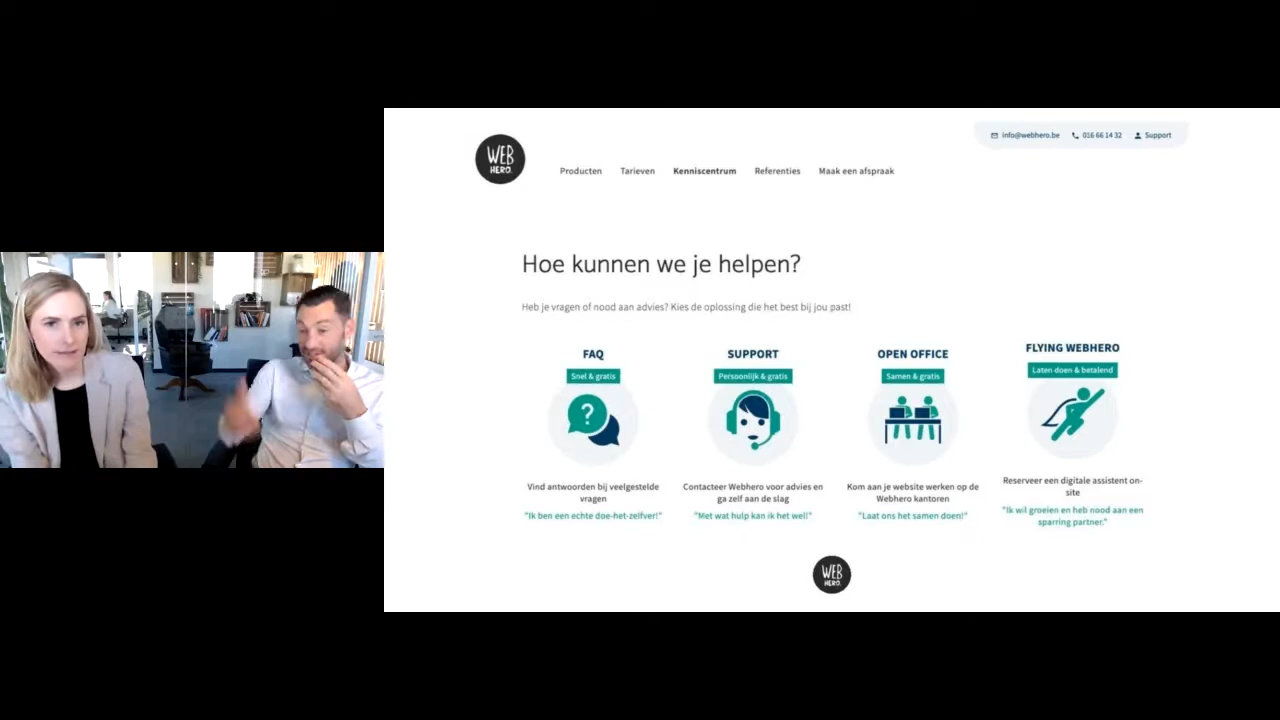 info@webhero.be 016 66 14 32 Support
WEB
HERO.
Producten Tarieven Kenniscentrum Referenties Maak een afspraak
Hoe kunnen we je helpen?
Heb je vragen of nood aan advies? Kies de oplossing die het best bij jou past!
FAQ
Snel & gratis
?
Vind antwoorden bij veelgestelde
vragen
"Ik ben een echte doe-het-zelfver!"
SUPPORT
Persoonlijk & gratis
Contacteer Webhero voor advies en
ga zelf aan de slag
"Met wat hulp kan ik het wel!"
OPEN OFFICE
Samen & gratis
Kom aan je website werken op de
Webhero kantoren
"Laat ons het samen doen!"
FLYING WEBHERO
Laten doen & betalend
Reserveer een digitale assistent on-
site
"Ik wil groeien en heb nood aan een
sparring partner."
WEB
HERO.